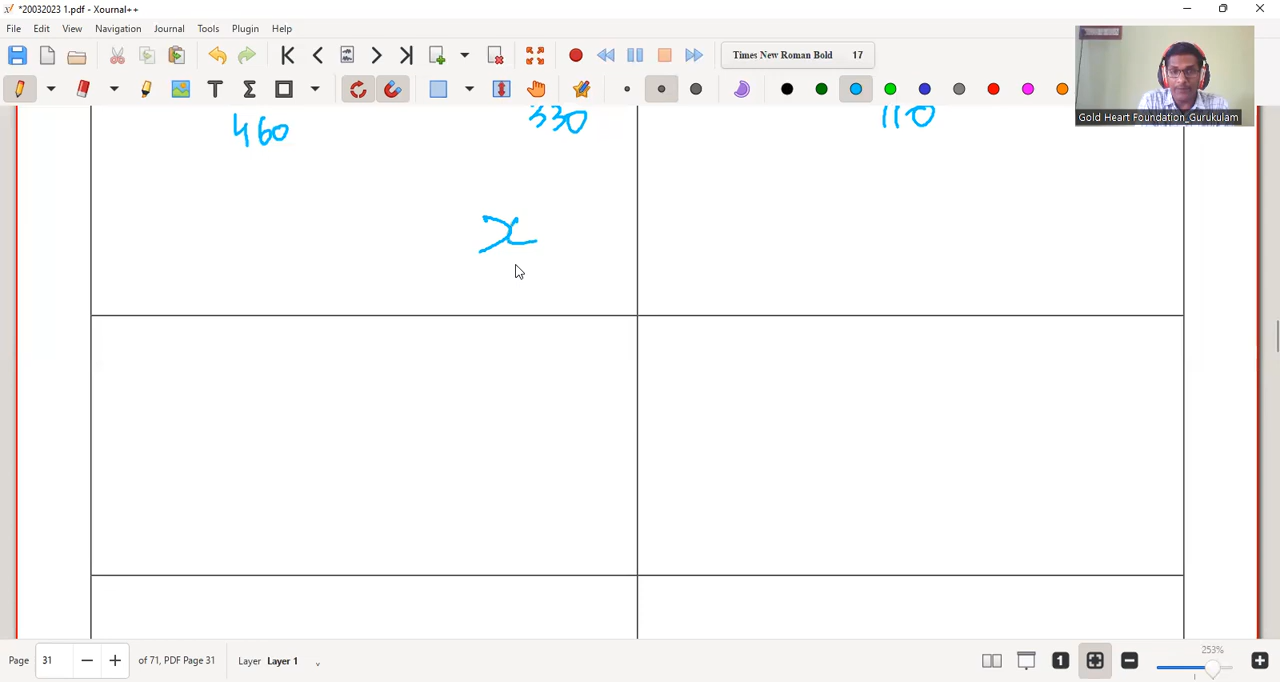 *20032023 1.pdf - Xournal++
File Edit View Navigation Journal Tools Plugin Help
Times New Roman Bold 17
Gold Heart Foundation_Gurukulam
460 330 110
x
Page 31 of 71, PDF Page 31 Layer Layer 1
253%